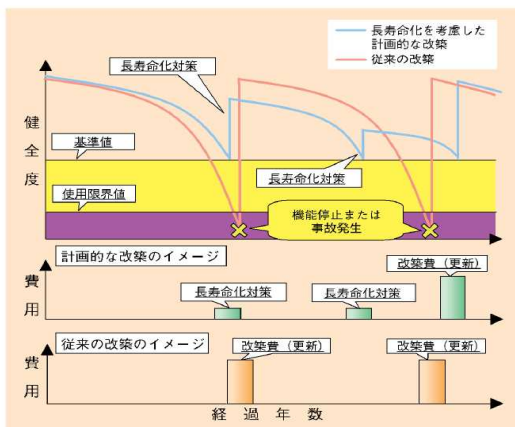 長寿命化を考慮した
計画的な改築
従来の改築
長寿命化対策
健全度
基準値
長寿命化対策
使用限界値
機能停止または
事故発生
計画的な改築のイメージ
改築費（更新）
費用
長寿命化対策
長寿命化対策
従来の改築のイメージ
改築費（更新）
改築費（更新）
費用
経過年数